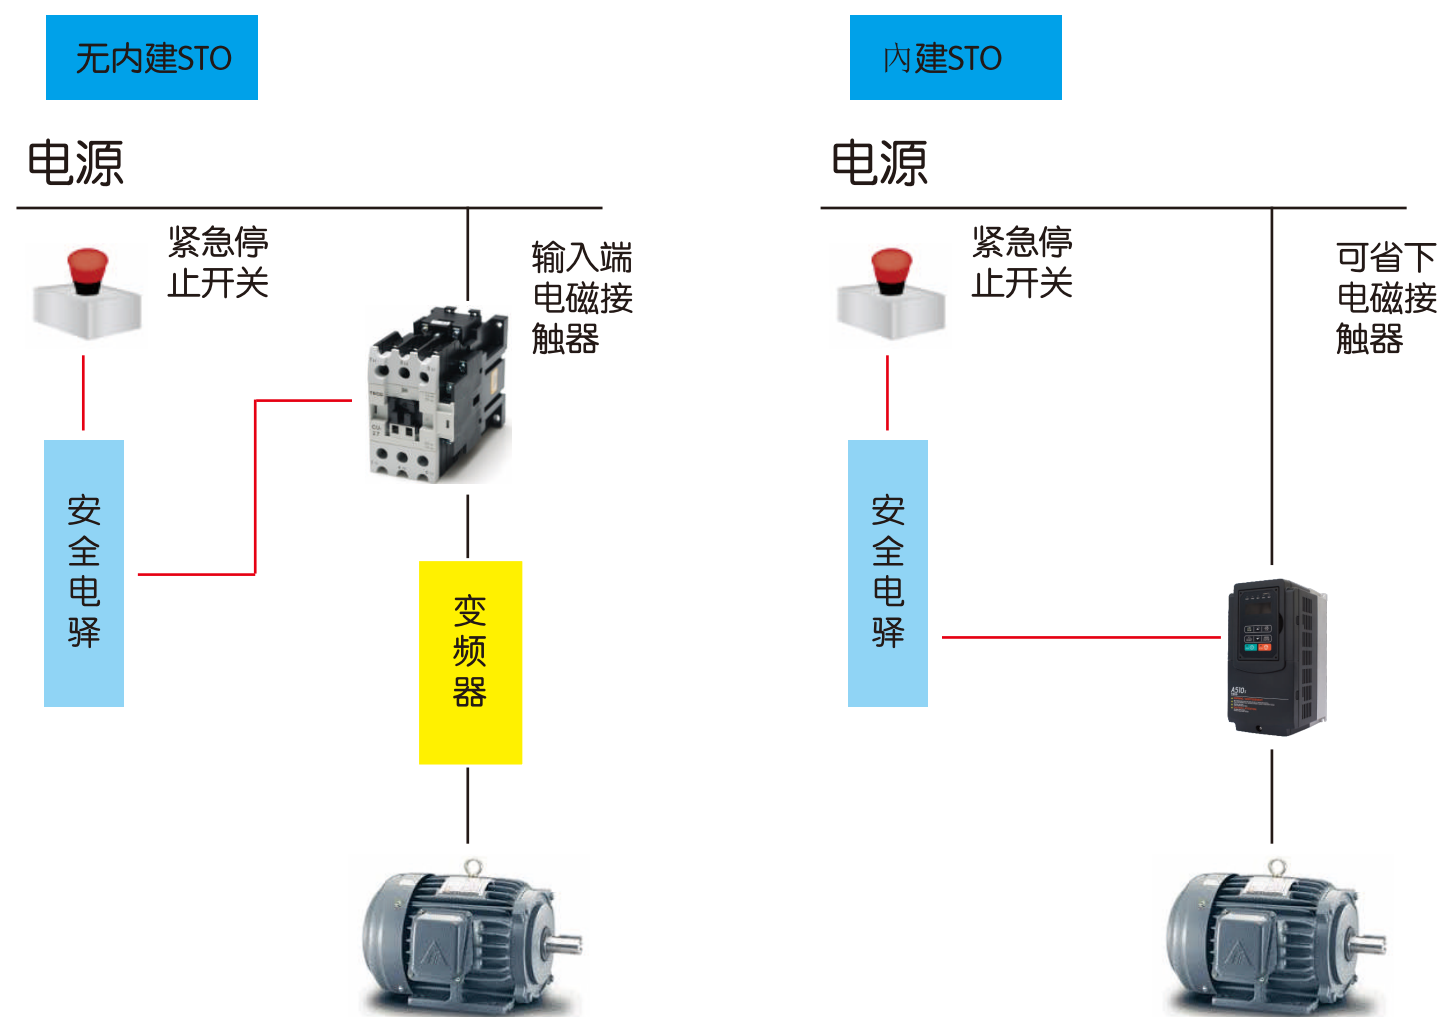 无内建STO
电源
紧急停
止开关
输入端
电磁接
触器
安
全
电
驿
变
频
器
內建STO
电源
紧急停
止开关
可省下
电磁接
触器
安
全
电
驿
A510s